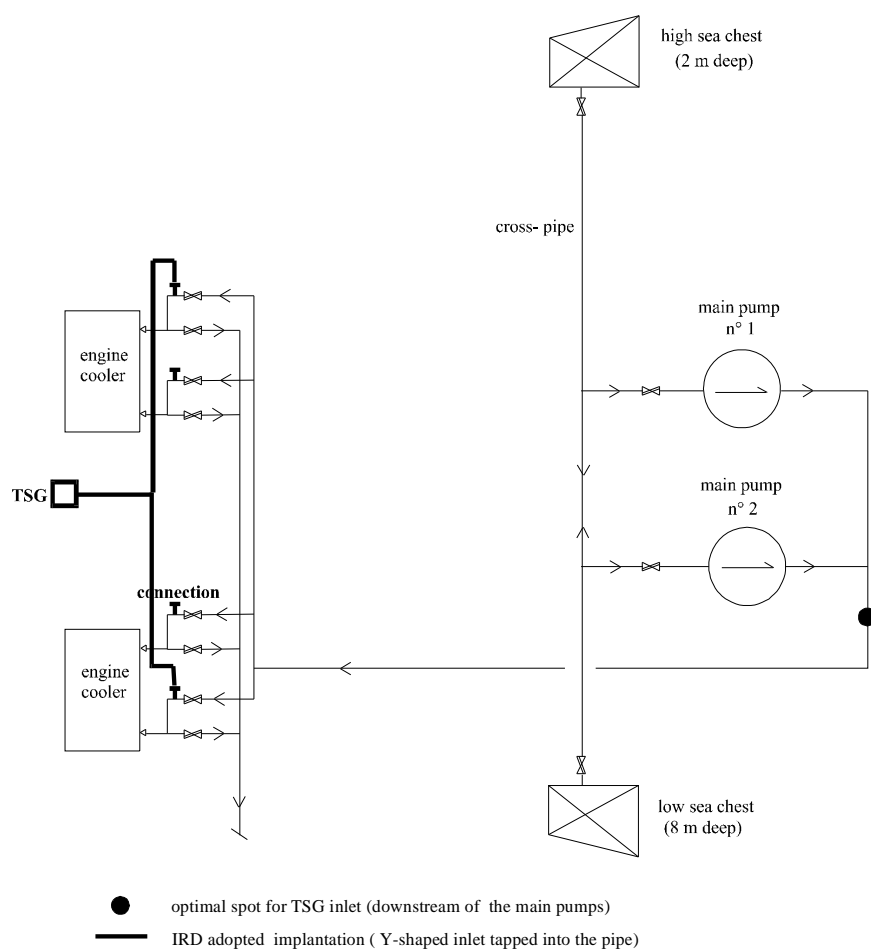 high sea chest
(2 m deep)
cross- pipe
main pump
n° 1
engine
cooler
TSG
main pump
n° 2
connection
engine
cooler
low sea chest
(8 m deep)
optimal spot for TSG inlet (downstream of the main pumps)
IRD adopted implantation ( Y-shaped inlet tapped into the pipe)